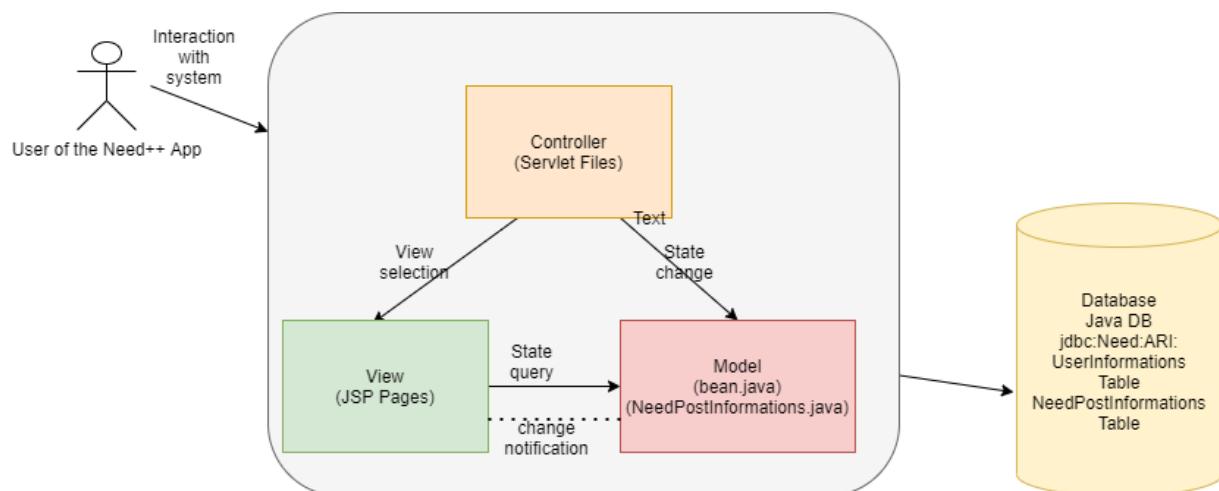 Interaction
with
system
User of the Need++ App
Controller
(Servlet Files)
Text
View
selection
State
change
View
(JSP Pages)
State
query
change
notification
Model
(bean.java)
(NeedPostInformations.java)
Database
Java DB
jdbc:Need:ARI:
UserInformations
Table
NeedPostInformations
Table